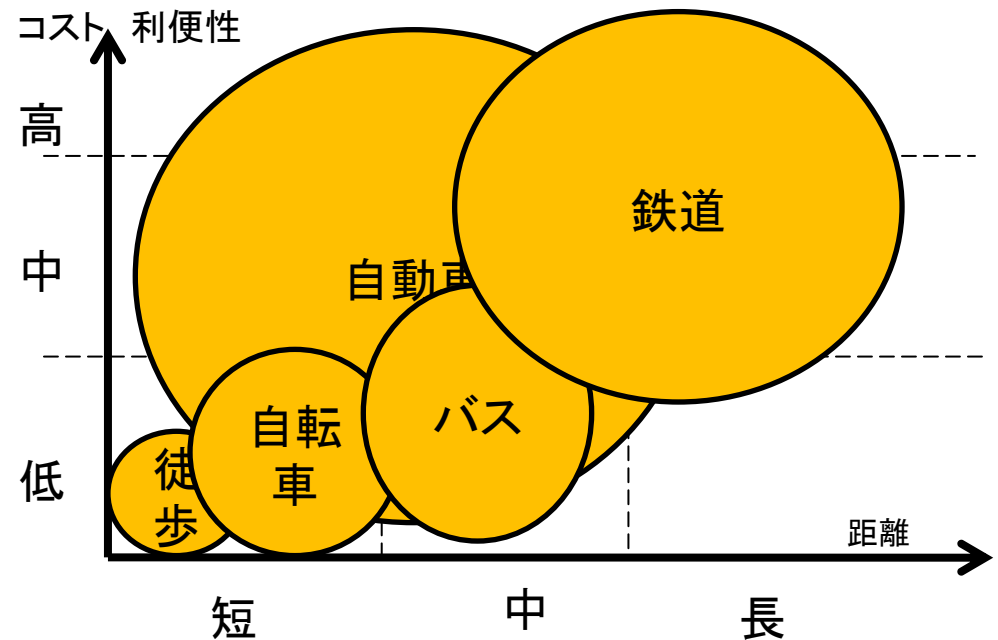 コスト 利便性
高
鉄道
中
自動車
バス
自転
車
徒
歩
低
距離
短
中
長